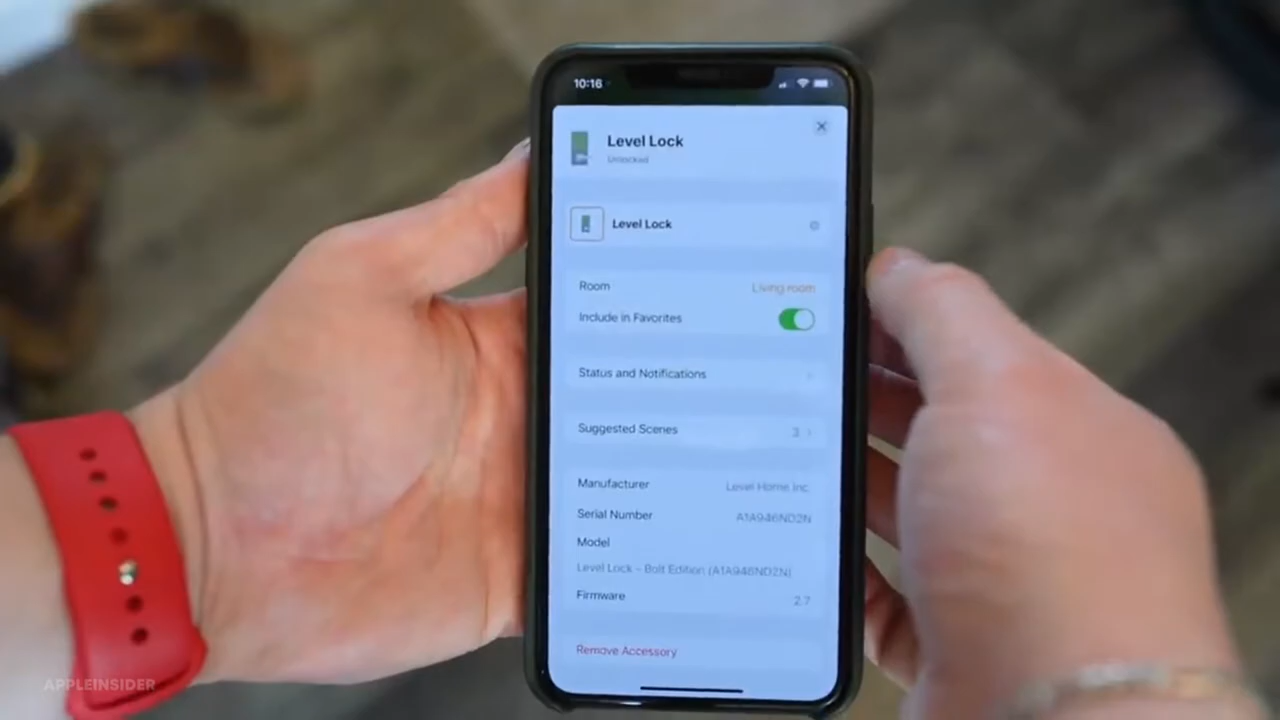 10:16
Level Lock
Unlocked
Level Lock
Room Living room
Include in Favorites
Status and Notifications
Suggested Scenes 3
Manufacturer Level Home Inc.
Serial Number A1A946ND2N
Model
Level Lock - Bolt Edition (A1A946ND2N)
Firmware 2.7
Remove Accessory
APPLEINSIDER